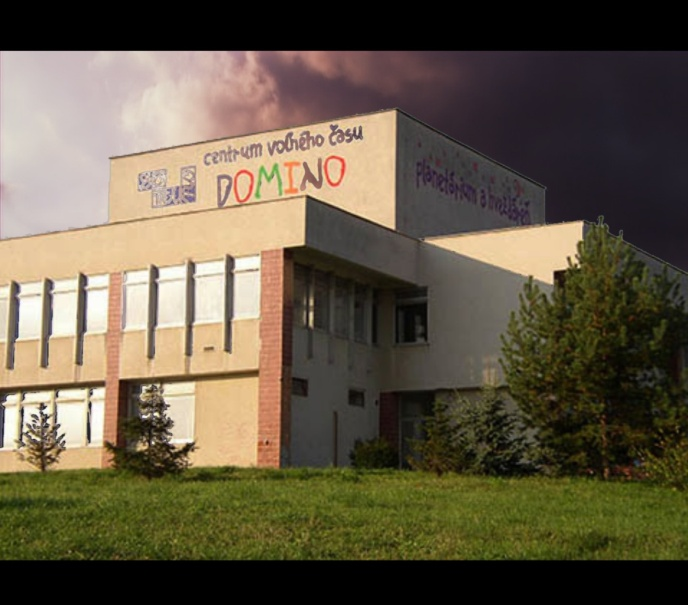 centrum voľného času
DOMINO
planetárium a hvezdáreň